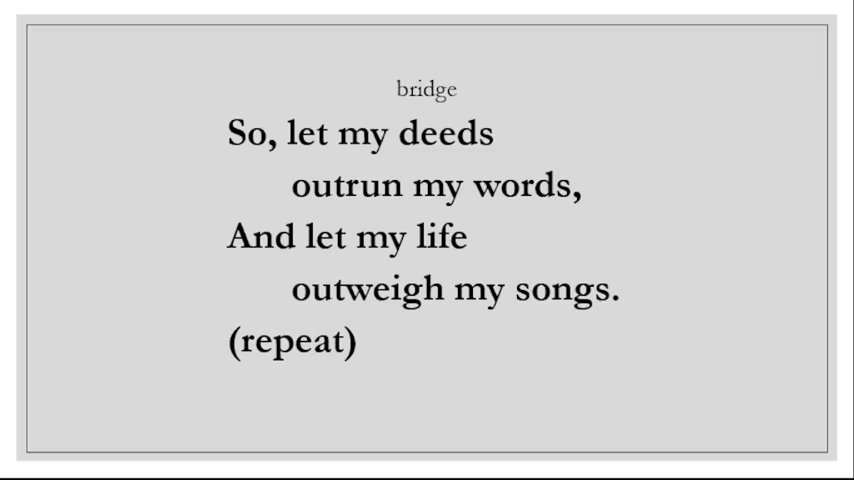 bridge
So, let my deeds
outrun my words,
And let my life
outweigh my songs.
(repeat)